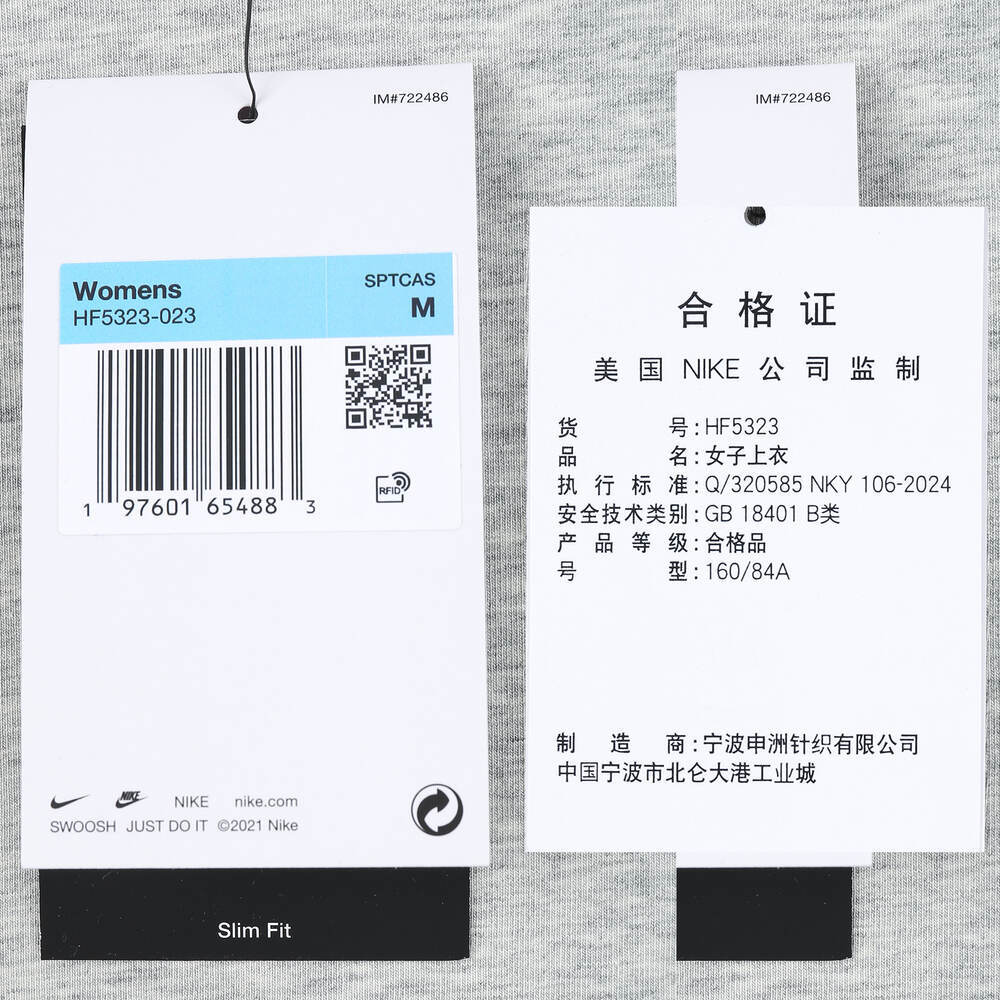 IM#722486
Womens
HF5323-023
SPTCAS
M
RFID
1 97601 65488 3
NIKE
NIKE nike.com
SWOOSH JUST DO IT ©2021 Nike
Slim Fit
IM#722486
合格证
美国 NIKE 公司监制
货号:HF5323
品名:女子上衣
执行标准:Q/320585 NKY 106-2024
安全技术类别:GB 18401 B类
产品等级:合格品
号型:160/84A
制造商:宁波申洲针织有限公司
中国宁波市北仑大港工业城